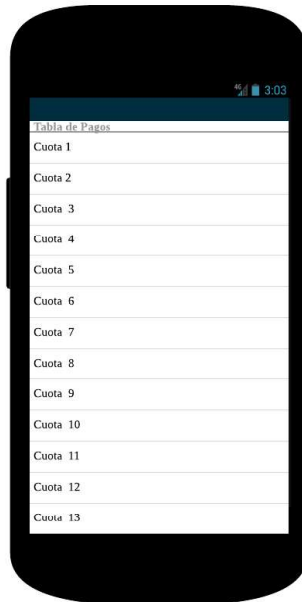 4G 3:03
Tabla de Pagos
Cuota 1
Cuota 2
Cuota 3
Cuota 4
Cuota 5
Cuota 6
Cuota 7
Cuota 8
Cuota 9
Cuota 10
Cuota 11
Cuota 12
Cuota 13